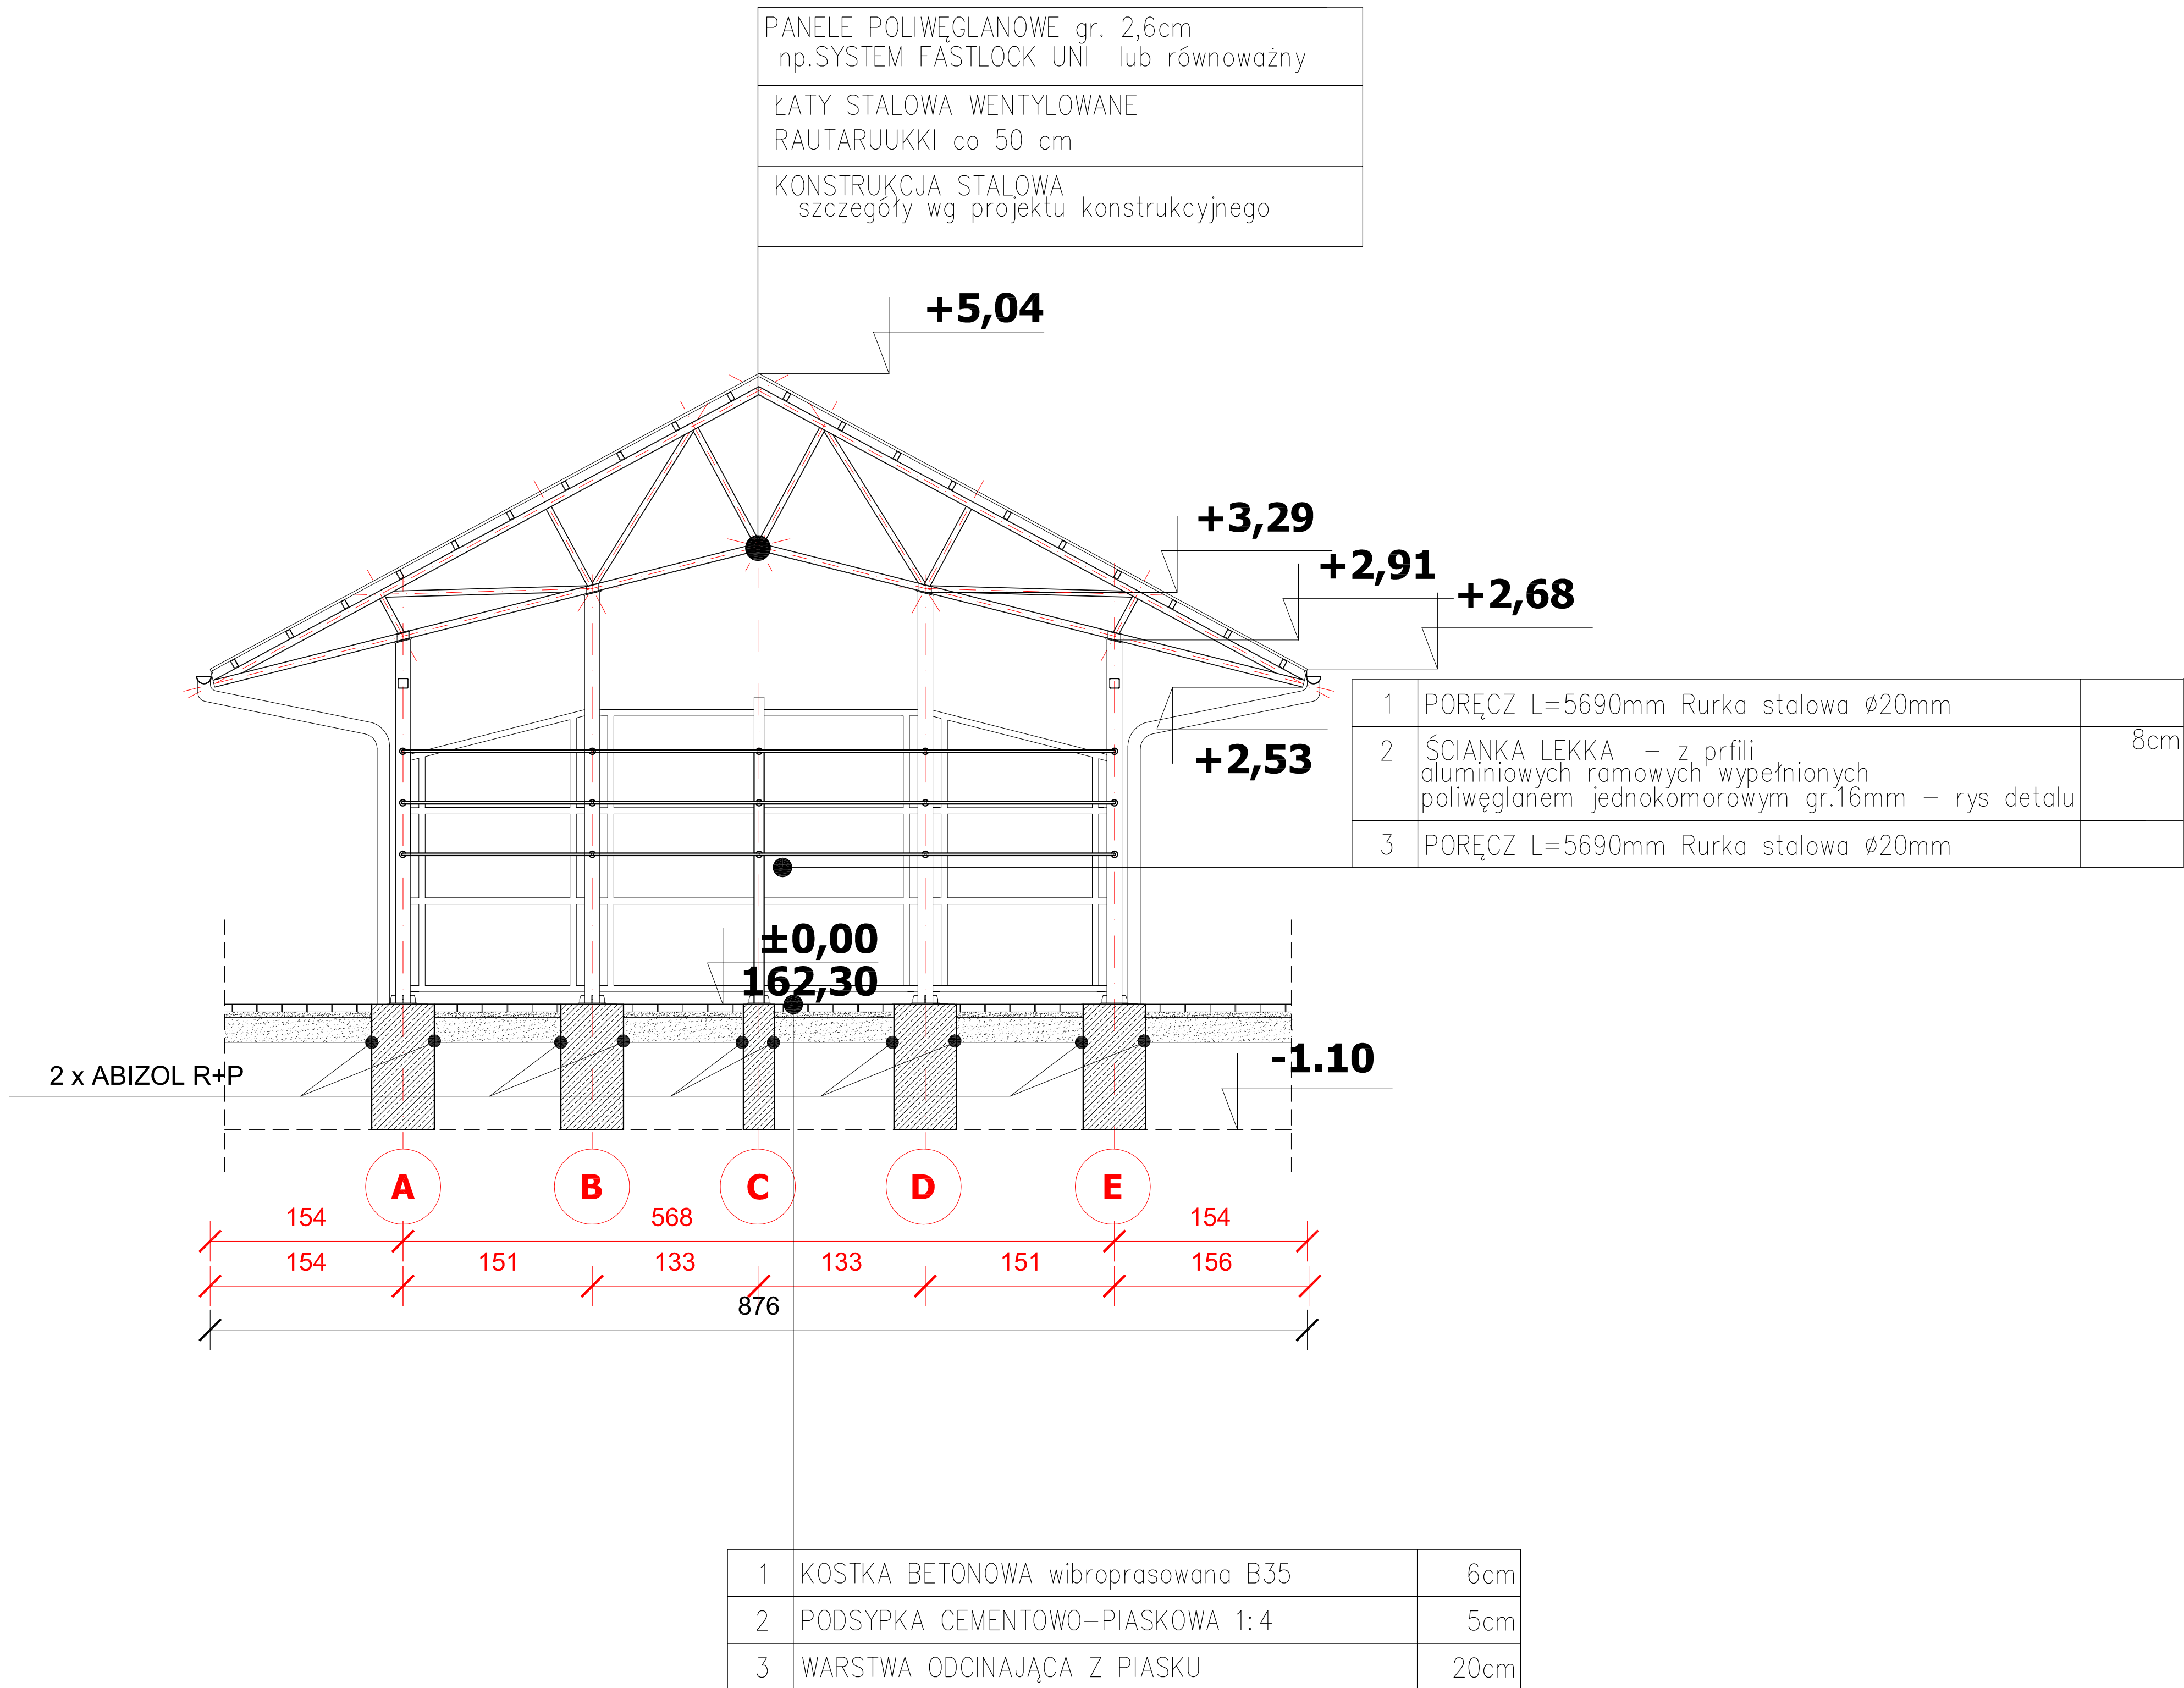 PANELE POLIWĘGLANOWE gr. 2,6cm
np.SYSTEM FASTLOCK UNI lub równoważny
ŁATY STALOWA WENTYLOWANE
RAUTARUUKKI co 50 cm
KONSTRUKCJA STALOWA
szczegóły wg projektu konstrukcyjnego
+5,04
+3,29
+2,91
+2,68
+2,53
1 PORĘCZ L=5690mm Rurka stalowa ø20mm
2 ŚCIANKA LEKKA – z prfili 8cm
aluminiowych ramowych wypełnionych
poliwęglanem jednokomorowym gr.16mm – rys detalu
3 PORĘCZ L=5690mm Rurka stalowa ø20mm
±0,00
162,30
-1.10
2 x ABIZOL R+P
A B C D E
154 568 154
154 151 133 133 151 156
876
1 KOSTKA BETONOWA wibroprasowana B35 6cm
2 PODSYPKA CEMENTOWO–PIASKOWA 1:4 5cm
3 WARSTWA ODCINAJĄCA Z PIASKU 20cm